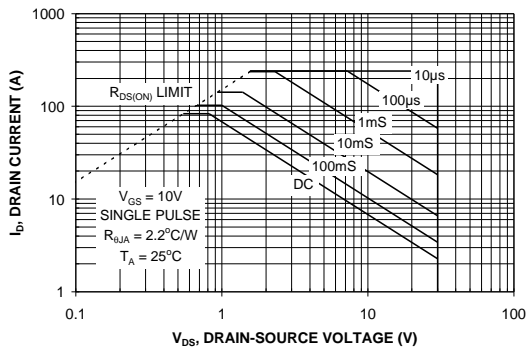 1000
100
10
1
I_D, DRAIN CURRENT (A)
R_DS(ON) LIMIT
10µs
100µs
1mS
10mS
100mS
DC
V_GS = 10V
SINGLE PULSE
R_θJA = 2.2°C/W
T_A = 25°C
0.1
1
10
100
V_DS, DRAIN-SOURCE VOLTAGE (V)